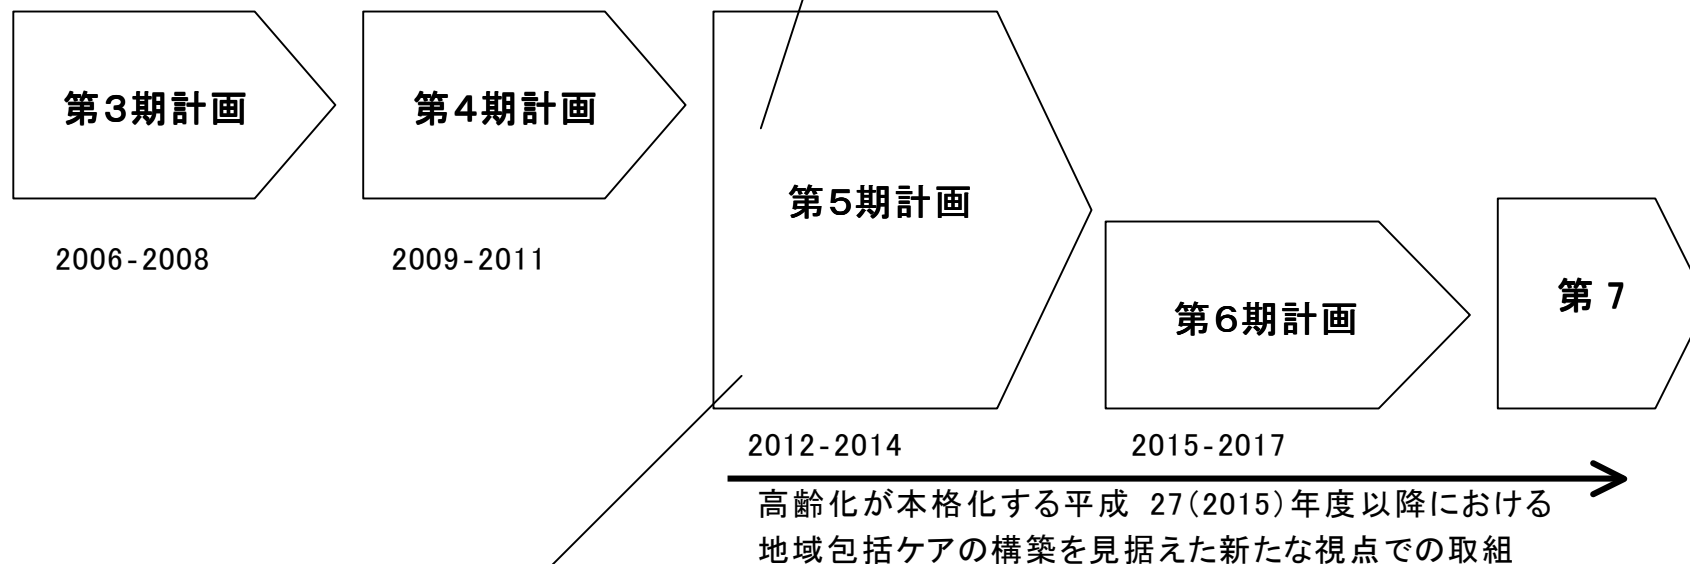 第3期計画
第4期計画
第5期計画
2006-2008
2009-2011
第6期計画
第 7
2012-2014
2015-2017
高齢化が本格化する平成 27(2015)年度以降における
地域包括ケアの構築を見据えた新たな視点での取組